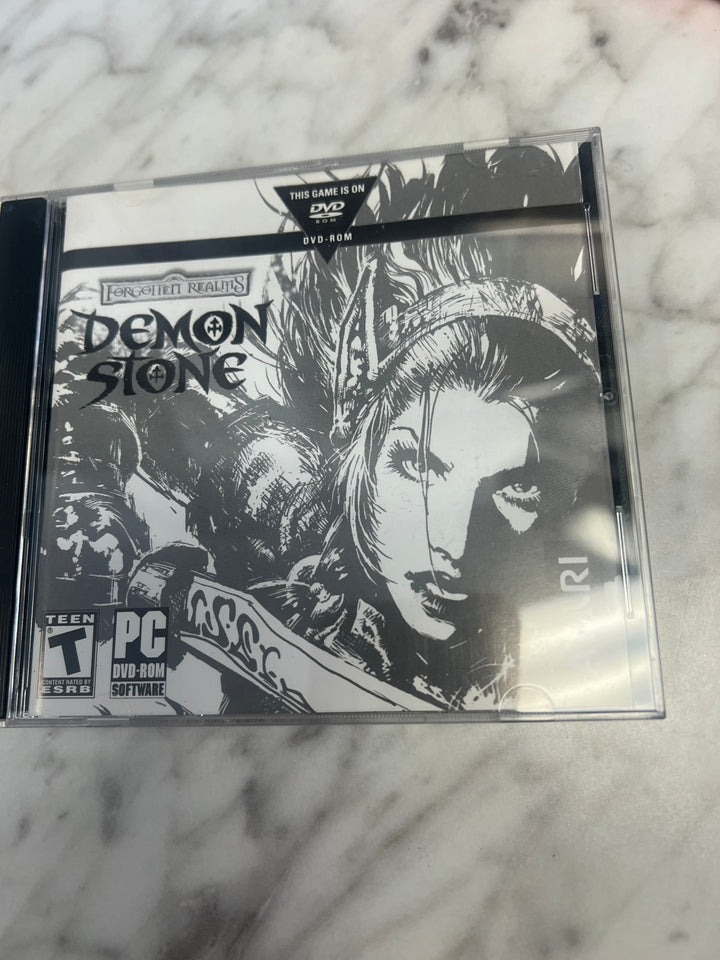 THIS GAME IS ON
DVD
ROM
DVD-ROM
FORGOTTEN REALMS
DEMON
STONE
TEEN
T
CONTENT RATED BY
ESRB
PC
DVD-ROM
SOFTWARE